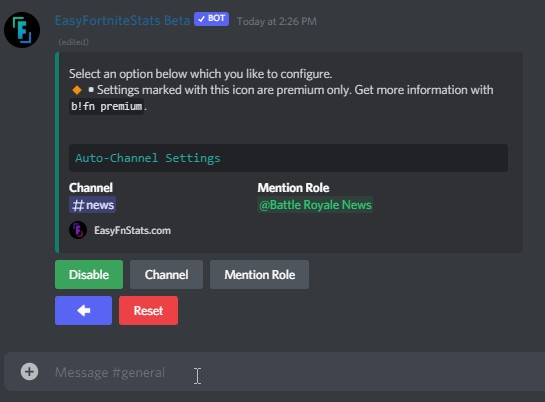 EasyFortniteStats Beta ✓ BOT Today at 2:26 PM
(edited)
Select an option below which you like to configure.
🔸▫️Settings marked with this icon are premium only. Get more information with
b!fn premium.
Auto-Channel Settings
Channel Mention Role
#news @Battle Royale News
EasyFnStats.com
Disable Channel Mention Role
Reset
Message #general